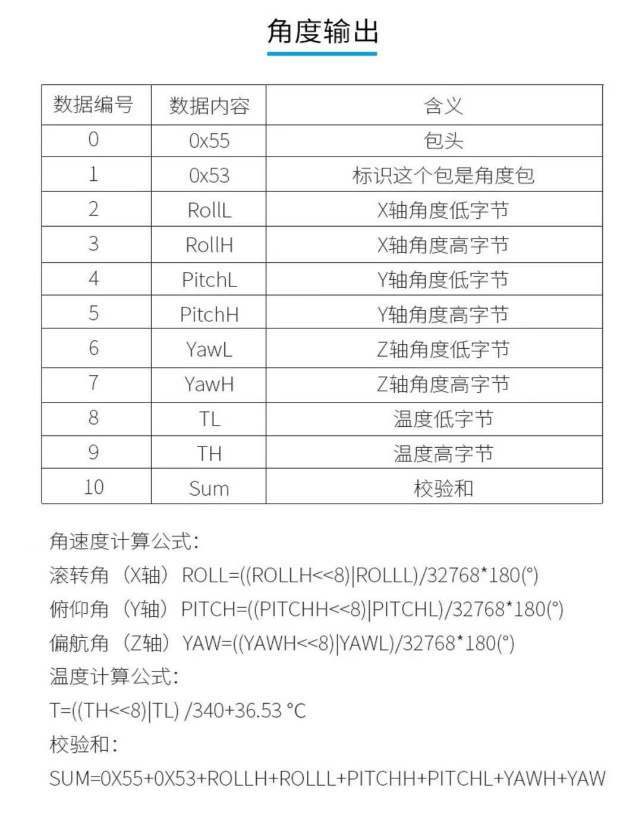 角度输出
数据编号 数据内容 含义
0 0x55 包头
1 0x53 标识这个包是角度包
2 RollL X轴角度低字节
3 RollH X轴角度高字节
4 PitchL Y轴角度低字节
5 PitchH Y轴角度高字节
6 YawL Z轴角度低字节
7 YawH Z轴角度高字节
8 TL 温度低字节
9 TH 温度高字节
10 Sum 校验和
角速度计算公式：
滚转角（X轴）ROLL=((ROLLH<<8)|ROLLL)/32768*180(°)
俯仰角（Y轴）PITCH=((PITCHH<<8)|PITCHL)/32768*180(°)
偏航角（Z轴）YAW=((YAWH<<8)|YAWL)/32768*180(°)
温度计算公式：
T=((TH<<8)|TL) /340+36.53 ℃
校验和：
SUM=0X55+0X53+ROLLH+ROLLL+PITCHH+PITCHL+YAWH+YAW